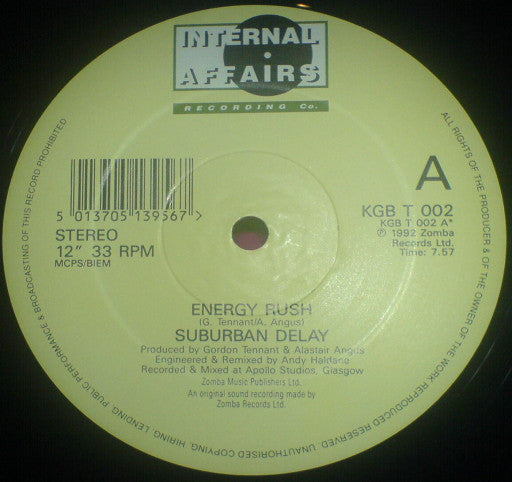 INTERNAL
AFFAIRS
RECORDING Co.
A
5 013705 139567 >
STEREO
12" 33 RPM
MCPS/BIEM
KGB T 002
KGB T 002 A*
℗ 1992 Zomba
Records Ltd.
Time: 7.57
ENERGY RUSH
(G. Tennant/A. Angus)
SUBURBAN DELAY
Produced by Gordon Tennant & Alastair Angus
Engineered & Remixed by Andy Haldane
Recorded & Mixed at Apollo Studios, Glasgow
Zomba Music Publishers Ltd.
An original sound recording made by
Zomba Records Ltd.
ALL RIGHTS OF THE PRODUCER & OF THE OWNER OF THE WORK REPRODUCED RESERVED. UNAUTHORISED COPYING, HIRING, LENDING, PUBLIC PERFORMANCE & BROADCASTING OF THIS RECORD PROHIBITED